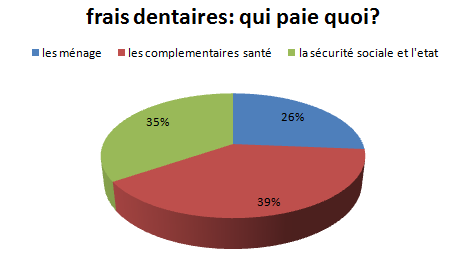 frais dentaires: qui paie quoi?
les ménage les complementaires santé la sécurité sociale et l'etat
35% 26%
39%